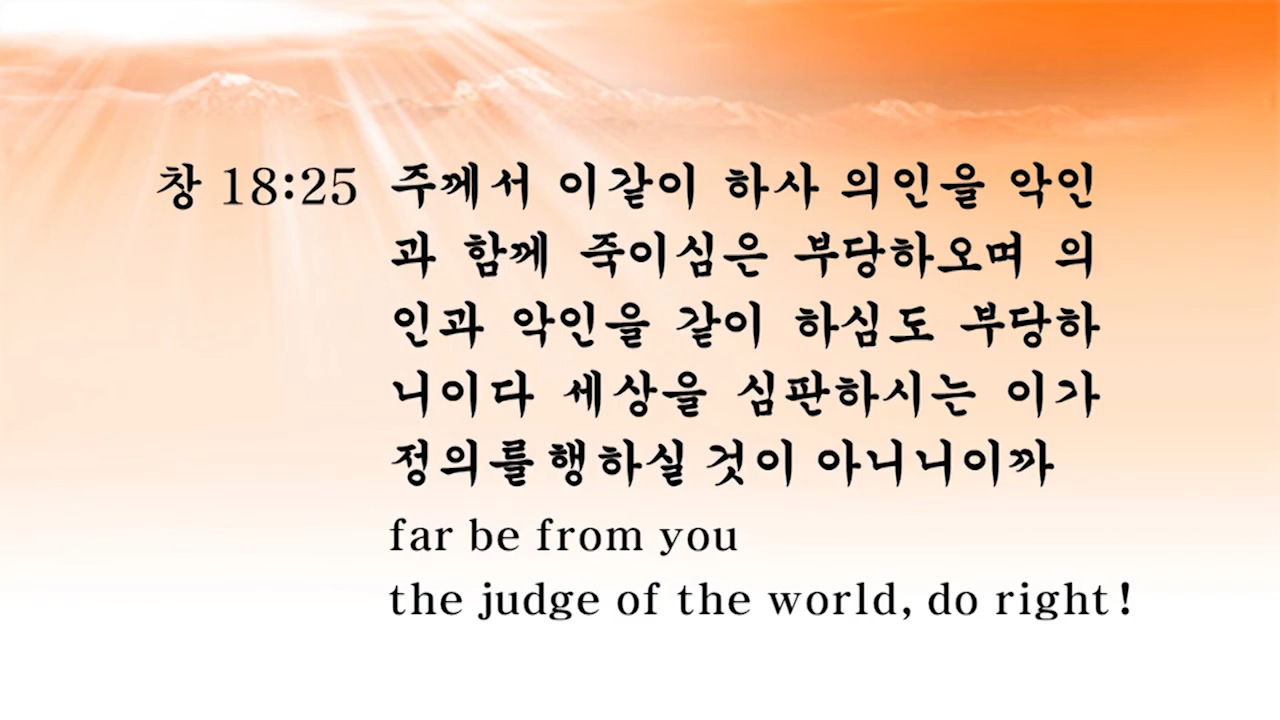 창 18:25 주께서 이같이 하사 의인을 악인
과 함께 죽이심은 부당하오며 의
인과 악인을 같이 하심도 부당하
니이다 세상을 심판하시는 이가
정의를 행하실 것이 아니니이까
far be from you
the judge of the world, do right!